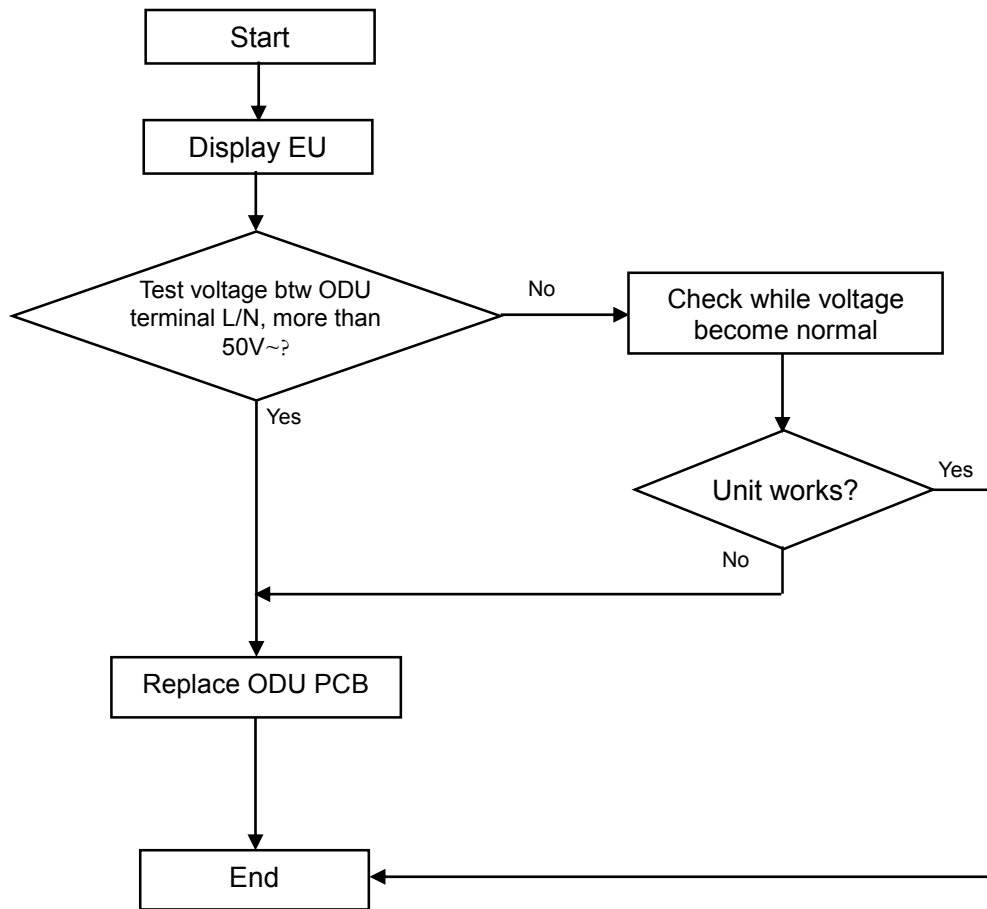 Start
Display EU
Test voltage btw ODU
terminal L/N, more than
50V~?
No
Check while voltage
become normal
Yes
Unit works?
Yes
No
Replace ODU PCB
End